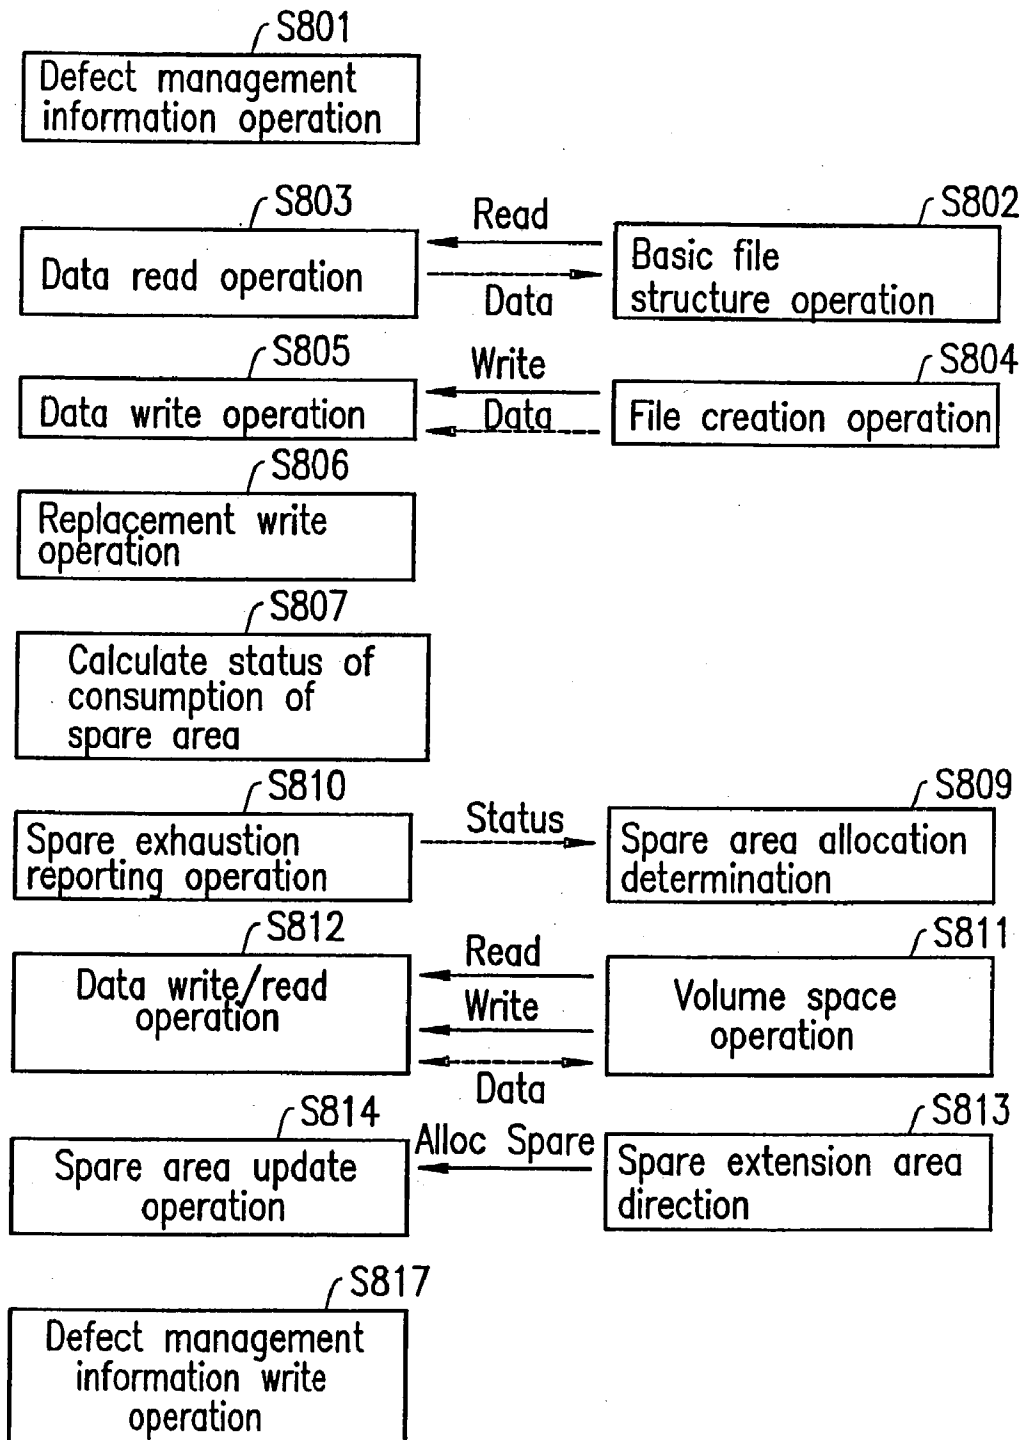 S801
Defect management
information operation
S803
Read
S802
Data read operation
Basic file
structure operation
Data
S805
Write
S804
Data write operation
Data
File creation operation
S806
Replacement write
operation
S807
Calculate status of
consumption of
spare area
S810
S809
Status
Spare exhaustion
reporting operation
Spare area allocation
determination
S812
Read
S811
Data write/read
operation
Write
Volume space
operation
Data
S814
Alloc Spare
S813
Spare area update
operation
Spare extension area
direction
S817
Defect management
information write
operation